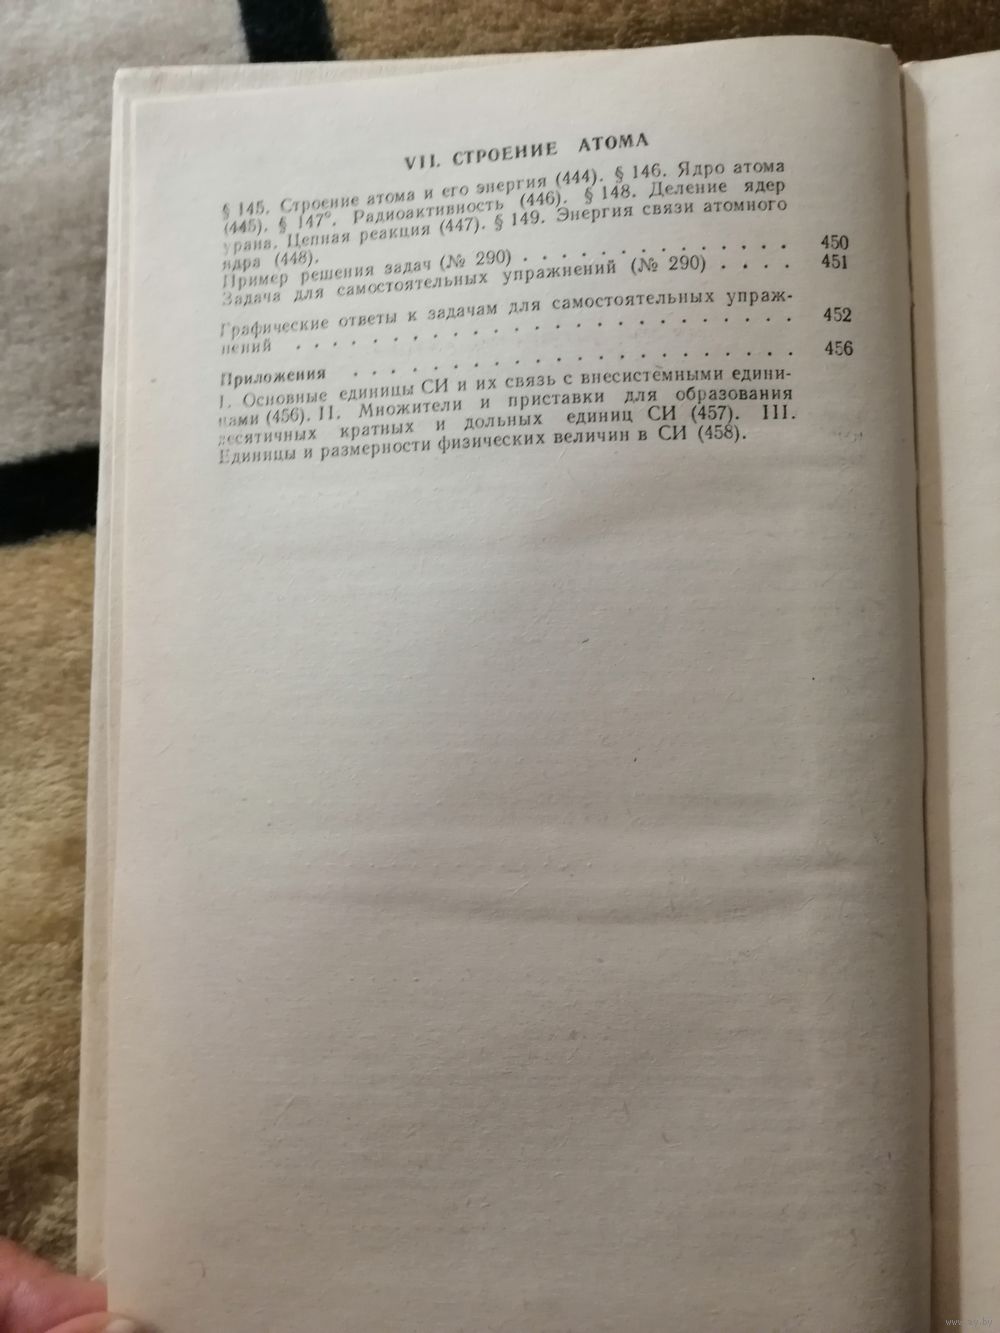 VII. СТРОЕНИЕ АТОМА
§ 145. Строение атома и его энергия (444). § 146. Ядро атома
(445). § 147°. Радиоактивность (446). § 148. Деление ядер
урана. Цепная реакция (447). § 149. Энергия связи атомного
ядра (448).
Пример решения задач (№ 290) . . . . . . . . . . . . 450
Задача для самостоятельных упражнений (№ 290) . . . . 451
Графические ответы к задачам для самостоятельных упраж-
нений . . . . . . . . . . . . . . . . . . . . 452
Приложения . . . . . . . . . . . . . . . . . . 456
I. Основные единицы СИ и их связь с внесистемными едини-
цами (456). II. Множители и приставки для образования
десятичных кратных и дольных единиц СИ (457). III.
Единицы и размерности физических величин в СИ (458).
www.ay.by